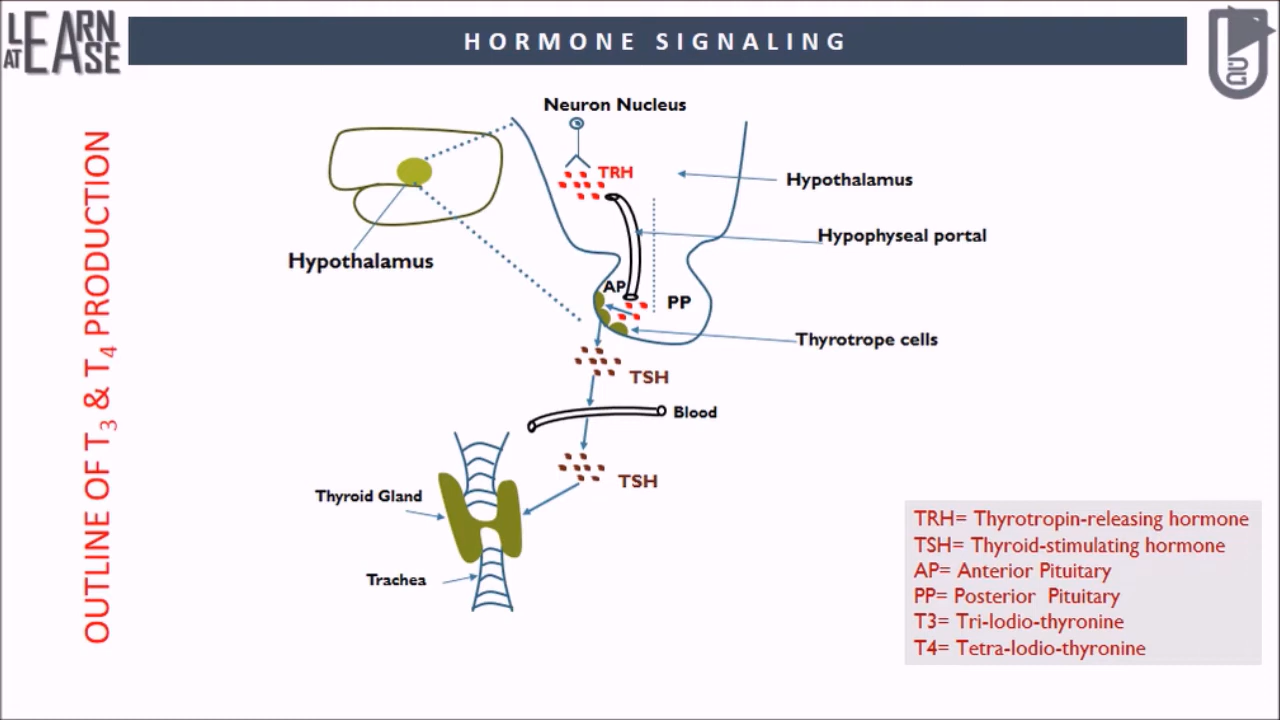 LEARN
AT EASE
HORMONE SIGNALING
OUTLINE OF T3 & T4 PRODUCTION
Neuron Nucleus
TRH
Hypothalamus
Hypophyseal portal
Hypothalamus
AP
PP
Thyrotrope cells
TSH
Blood
TSH
Thyroid Gland
Trachea
TRH= Thyrotropin-releasing hormone
TSH= Thyroid-stimulating hormone
AP= Anterior Pituitary
PP= Posterior Pituitary
T3= Tri-Iodio-thyronine
T4= Tetra-Iodio-thyronine